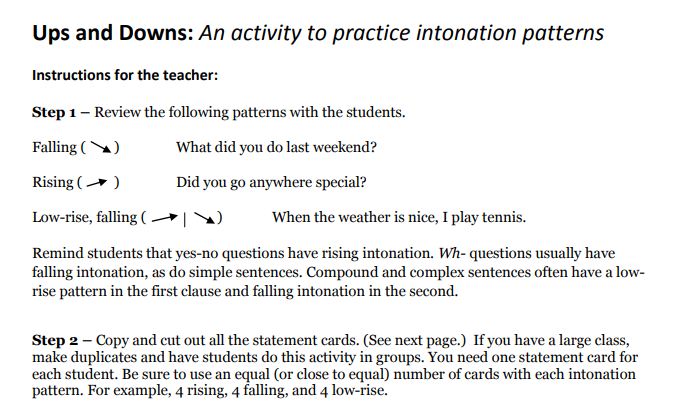 Ups and Downs: An activity to practice intonation patterns
Instructions for the teacher:
Step 1 – Review the following patterns with the students.
Falling ( ↘ ) What did you do last weekend?
Rising ( → ) Did you go anywhere special?
Low-rise, falling ( → | ↘ ) When the weather is nice, I play tennis.
Remind students that yes-no questions have rising intonation. Wh- questions usually have
falling intonation, as do simple sentences. Compound and complex sentences often have a low-
rise pattern in the first clause and falling intonation in the second.
Step 2 – Copy and cut out all the statement cards. (See next page.) If you have a large class,
make duplicates and have students do this activity in groups. You need one statement card for
each student. Be sure to use an equal (or close to equal) number of cards with each intonation
pattern. For example, 4 rising, 4 falling, and 4 low-rise.